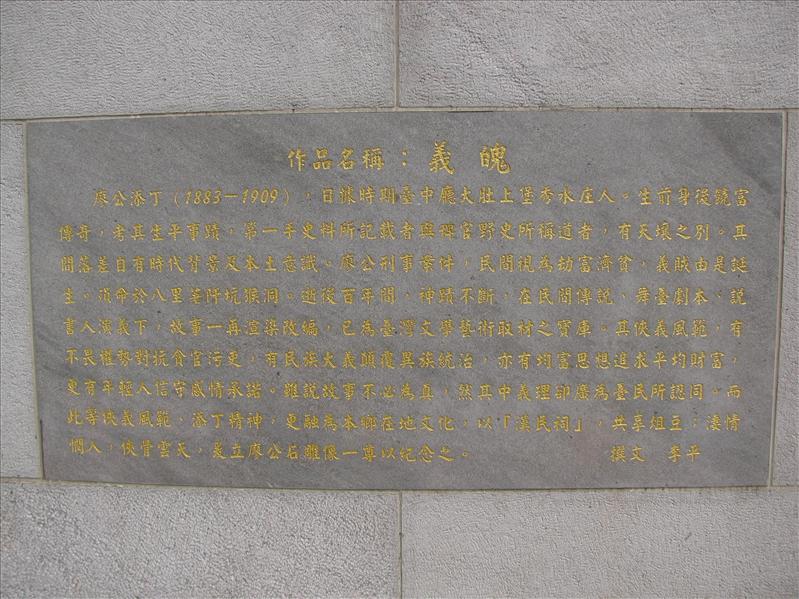 作品名稱：義魄
廖公添丁（1883—1909），日據時期臺中廳大肚上堡秀水庄人。生前身後饒富
傳奇，考其生平事蹟，第一手史料所記載者與稗官野史所稱道者，有天壤之別。其
間落差自有時代背景及本土意識。廖公刑事案件，民間視為劫富濟貧，義賊由是誕
生。殞命於八里荖阡坑猴洞。逝後百年間，神蹟不斷，在民間傳說，舞臺劇本，說
書人演義下，故事一再渲染改編，已為臺灣文學藝術取材之寶庫。其俠義風範，有
不畏權勢對抗貪官污吏，有民族大義顛覆異族統治，亦有均富思想追求平均財富，
更有年輕人信守感情承諾。雖說故事不必為真，然其中義理卻廣為臺民所認同。而
此等俠義風範，添丁精神，更融為本鄉在地文化，以「漢民祠」，共享俎豆；淒情
憫人，俠骨雲天，爰立廖公石雕像一尊以紀念之。 撰文 李平